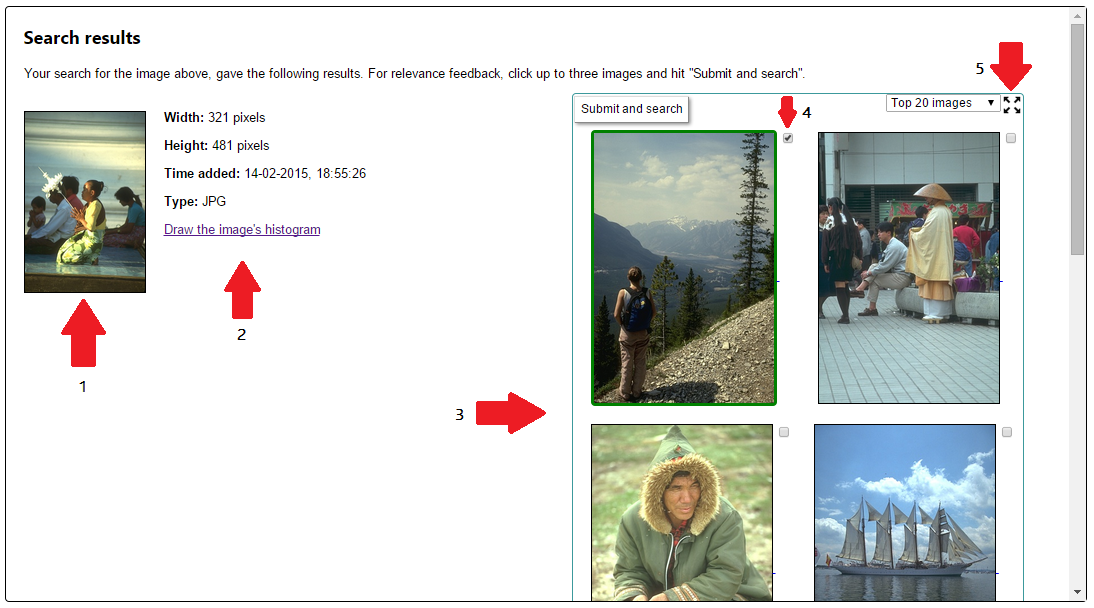 Search results
Your search for the image above, gave the following results. For relevance feedback, click up to three images and hit "Submit and search".
5
Submit and search
Top 20 images
4
Width: 321 pixels
Height: 481 pixels
Time added: 14-02-2015, 18:55:26
Type: JPG
Draw the image's histogram
2
1
3